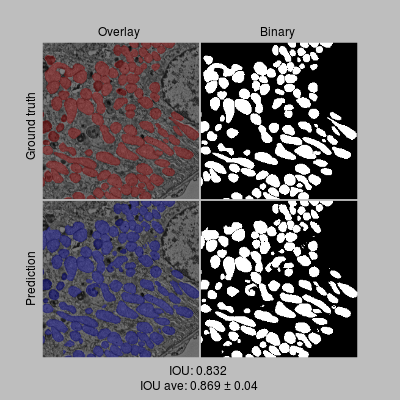 Overlay Binary
Ground truth
Prediction
IOU: 0.832
IOU ave: 0.869 ± 0.04